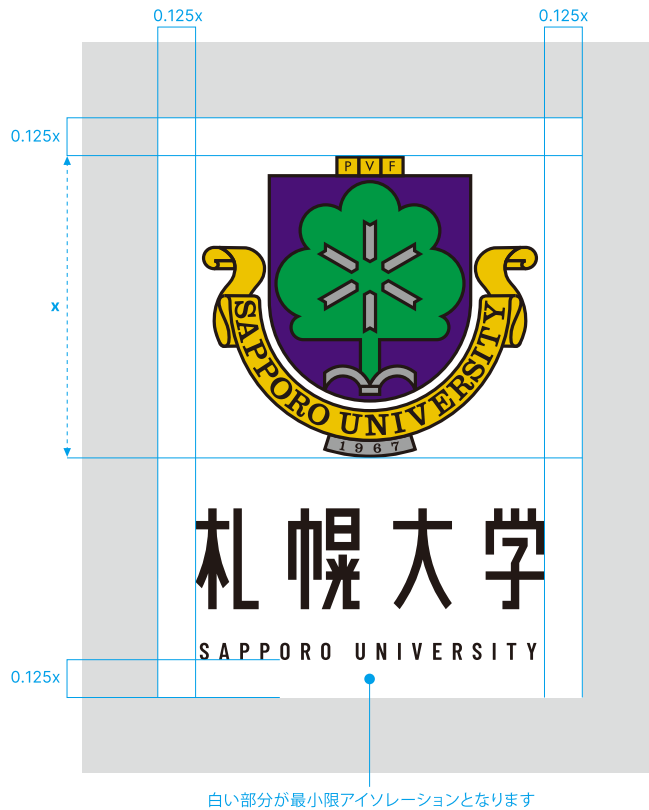 0.125x 0.125x
0.125x
P V F
x
SAPPORO UNIVERSITY
1967
札幌大学
SAPPORO UNIVERSITY
0.125x
白い部分が最小限アイソレーションとなります